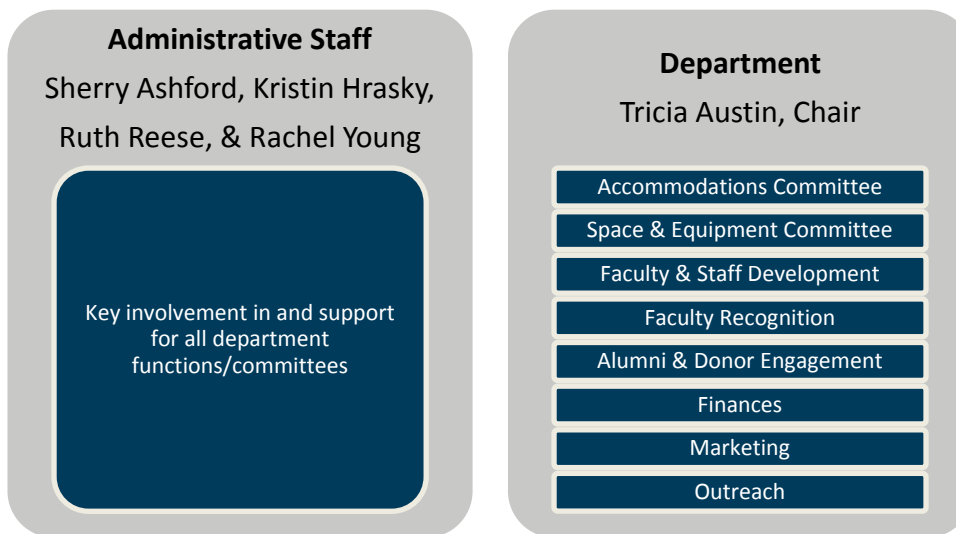 Administrative Staff
Sherry Ashford, Kristin Hrasky,
Ruth Reese, & Rachel Young
Key involvement in and support
for all department
functions/committees
Department
Tricia Austin, Chair
Accommodations Committee
Space & Equipment Committee
Faculty & Staff Development
Faculty Recognition
Alumni & Donor Engagement
Finances
Marketing
Outreach